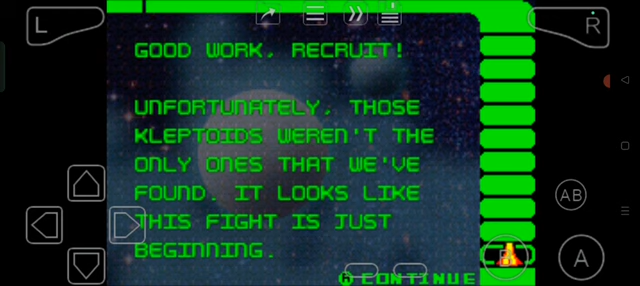 L
R
GOOD WORK, RECRUIT!
UNFORTUNATELY, THOSE
KLEPTOIDS WEREN'T THE
ONLY ONES THAT WE'VE
FOUND. IT LOOKS LIKE
THIS FIGHT IS JUST
BEGINNING.
AB
A
CONTINUE